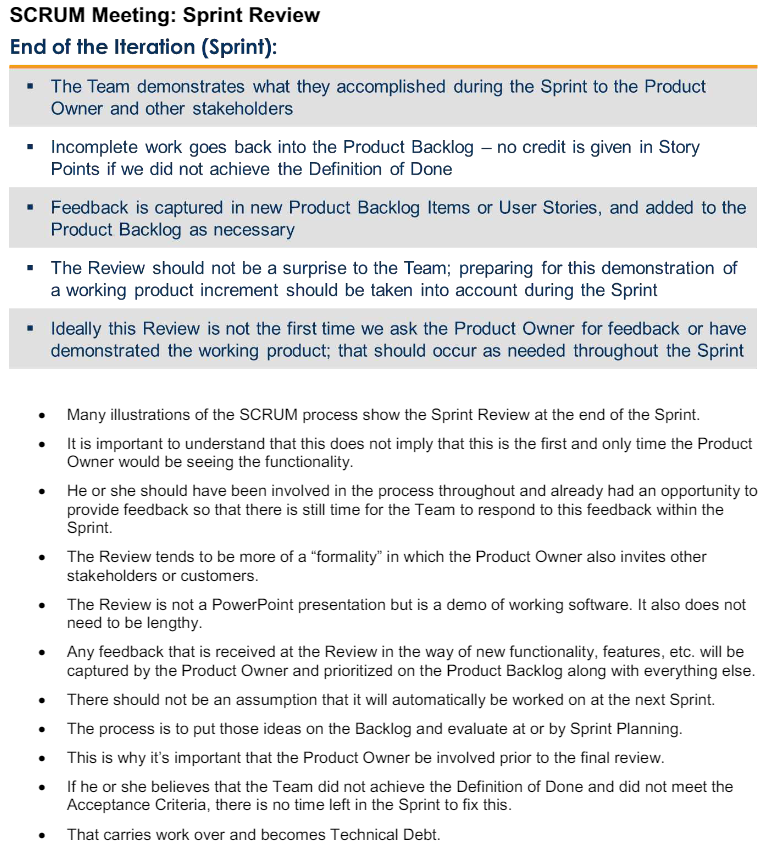 SCRUM Meeting: Sprint Review
End of the Iteration (Sprint):
▪ The Team demonstrates what they accomplished during the Sprint to the Product
Owner and other stakeholders
▪ Incomplete work goes back into the Product Backlog – no credit is given in Story
Points if we did not achieve the Definition of Done
▪ Feedback is captured in new Product Backlog Items or User Stories, and added to the
Product Backlog as necessary
▪ The Review should not be a surprise to the Team; preparing for this demonstration of
a working product increment should be taken into account during the Sprint
▪ Ideally this Review is not the first time we ask the Product Owner for feedback or have
demonstrated the working product; that should occur as needed throughout the Sprint
• Many illustrations of the SCRUM process show the Sprint Review at the end of the Sprint.
• It is important to understand that this does not imply that this is the first and only time the Product
Owner would be seeing the functionality.
• He or she should have been involved in the process throughout and already had an opportunity to
provide feedback so that there is still time for the Team to respond to this feedback within the
Sprint.
• The Review tends to be more of a “formality” in which the Product Owner also invites other
stakeholders or customers.
• The Review is not a PowerPoint presentation but is a demo of working software. It also does not
need to be lengthy.
• Any feedback that is received at the Review in the way of new functionality, features, etc. will be
captured by the Product Owner and prioritized on the Product Backlog along with everything else.
• There should not be an assumption that it will automatically be worked on at the next Sprint.
• The process is to put those ideas on the Backlog and evaluate at or by Sprint Planning.
• This is why it’s important that the Product Owner be involved prior to the final review.
• If he or she believes that the Team did not achieve the Definition of Done and did not meet the
Acceptance Criteria, there is no time left in the Sprint to fix this.
• That carries work over and becomes Technical Debt.